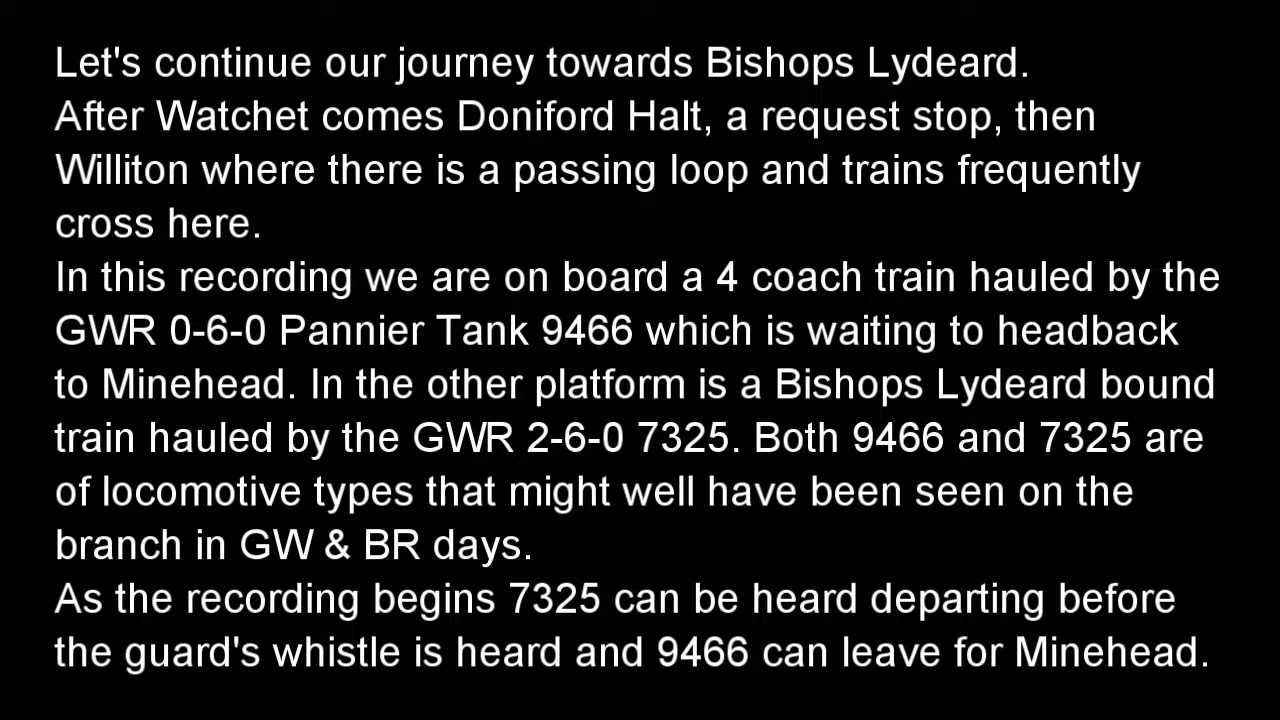 Let's continue our journey towards Bishops Lydeard.
After Watchet comes Doniford Halt, a request stop, then
Williton where there is a passing loop and trains frequently
cross here.
In this recording we are on board a 4 coach train hauled by the
GWR 0-6-0 Pannier Tank 9466 which is waiting to headback
to Minehead. In the other platform is a Bishops Lydeard bound
train hauled by the GWR 2-6-0 7325. Both 9466 and 7325 are
of locomotive types that might well have been seen on the
branch in GW & BR days.
As the recording begins 7325 can be heard departing before
the guard's whistle is heard and 9466 can leave for Minehead.